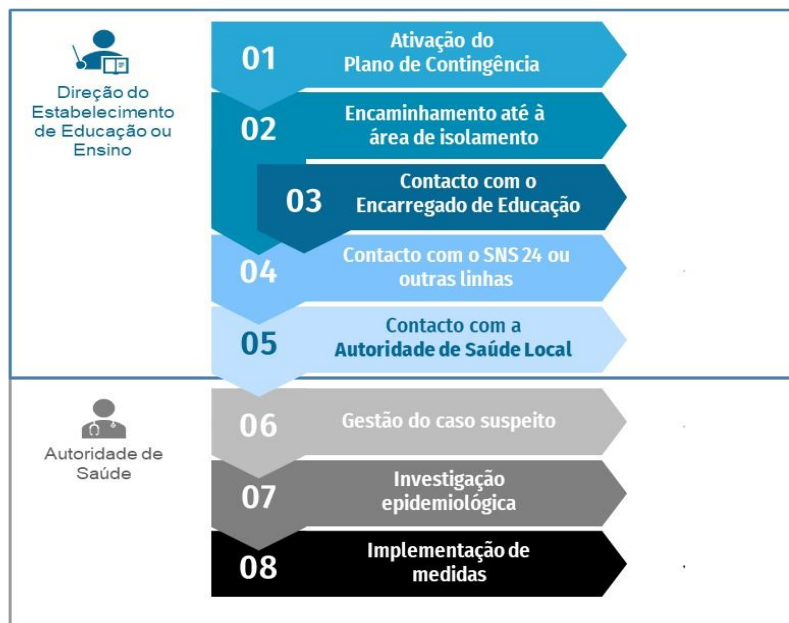 Direção do
Estabelecimento
de Educação ou
Ensino
01
Ativação do
Plano de Contingência
02
Encaminhamento até à
área de isolamento
03
Contacto com o
Encarregado de Educação
04
Contacto com o SNS 24 ou
outras linhas
05
Contacto com a
Autoridade de Saúde Local
Autoridade de
Saúde
06
Gestão do caso suspeito
07
Investigação
epidemiológica
08
Implementação de
medidas